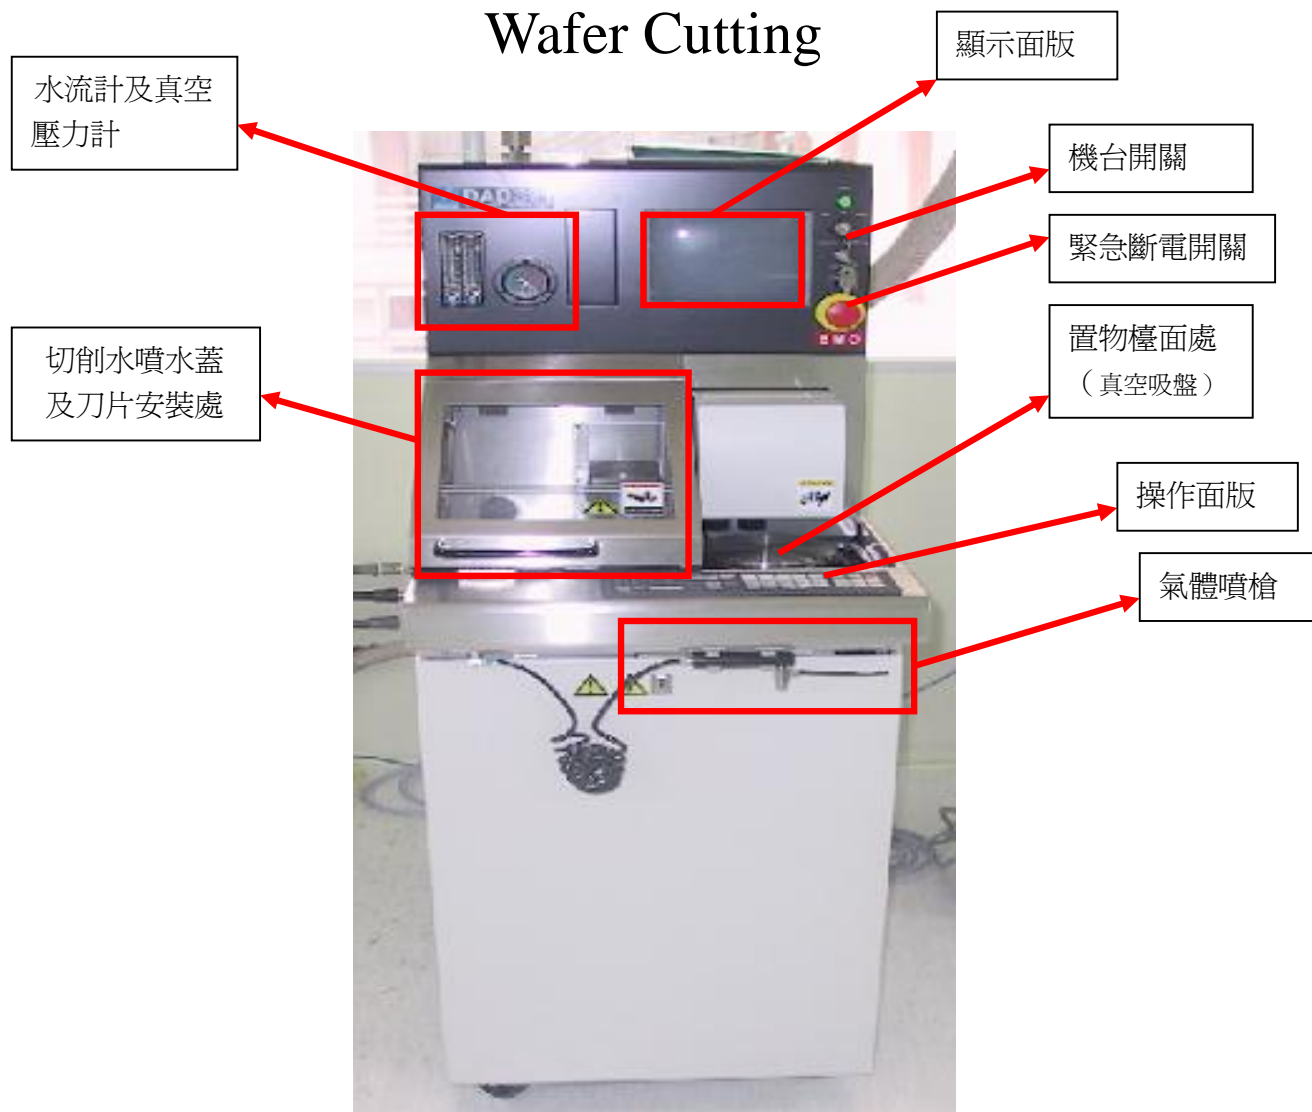 Wafer Cutting
顯示面版
水流計及真空
壓力計
機台開關
緊急斷電開關
置物檯面處
（真空吸盤）
切削水噴水蓋
及刀片安裝處
操作面版
氣體噴槍
DAD
EMO